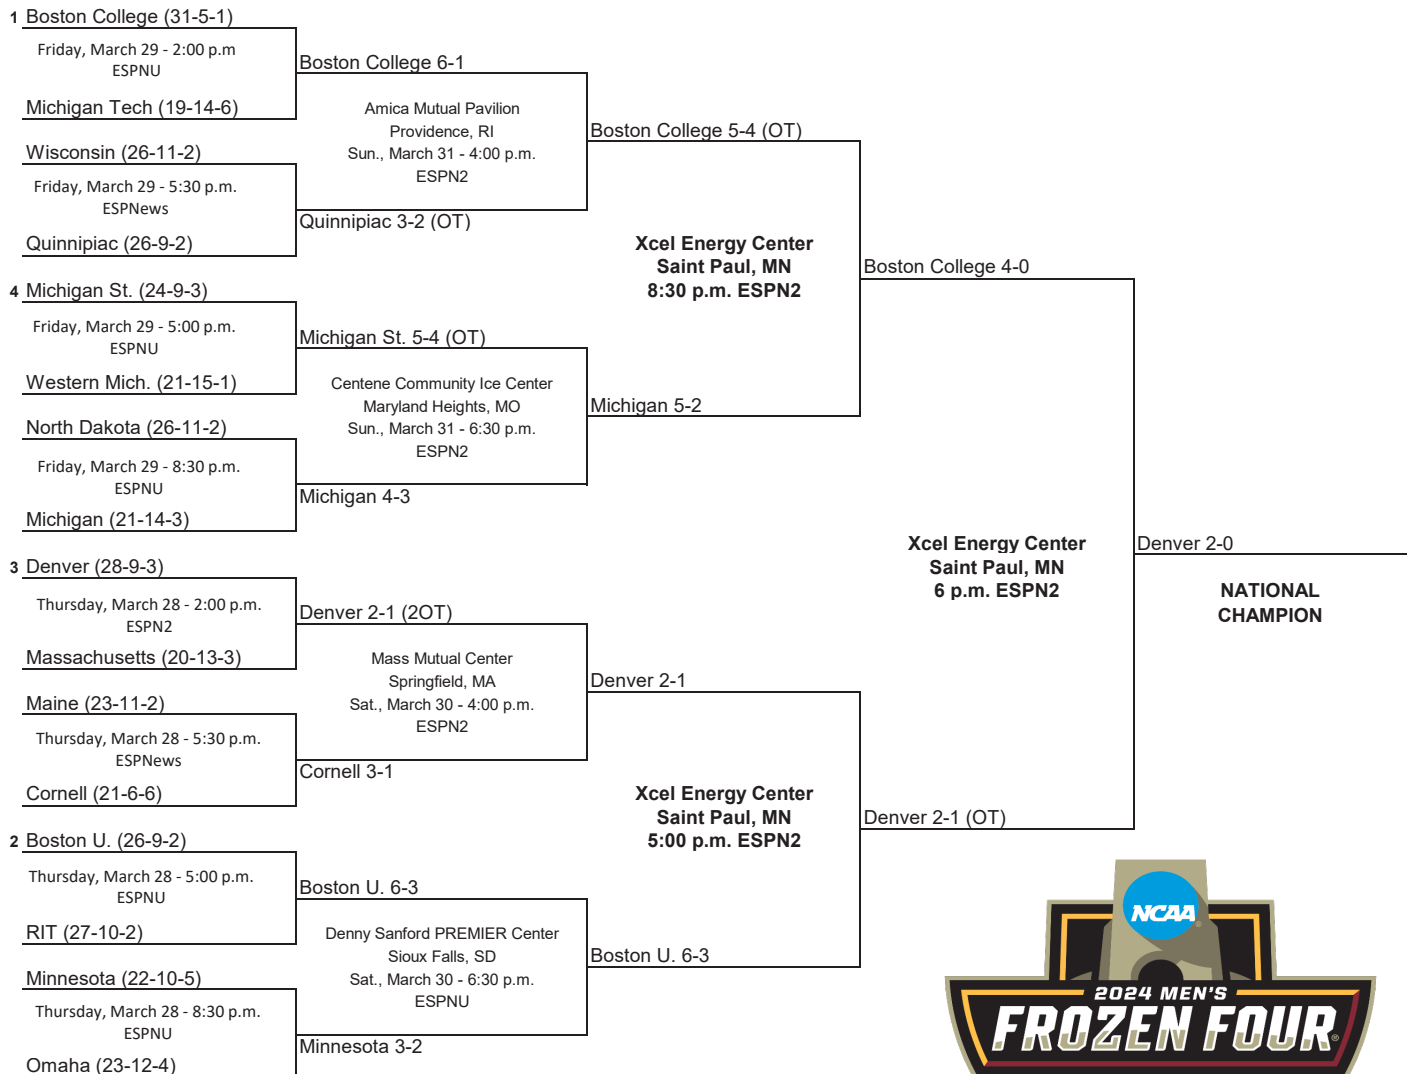 1 Boston College (31-5-1)
Friday, March 29 - 2:00 p.m
ESPNU
Michigan Tech (19-14-6)
Boston College 6-1
Wisconsin (26-11-2)
Friday, March 29 - 5:30 p.m.
ESPNews
Quinnipiac (26-9-2)
Quinnipiac 3-2 (OT)
Amica Mutual Pavilion
Providence, RI
Sun., March 31 - 4:00 p.m.
ESPN2
Boston College 5-4 (OT)
4 Michigan St. (24-9-3)
Friday, March 29 - 5:00 p.m.
ESPNU
Western Mich. (21-15-1)
Michigan St. 5-4 (OT)
North Dakota (26-11-2)
Friday, March 29 - 8:30 p.m.
ESPNU
Michigan (21-14-3)
Michigan 4-3
Centene Community Ice Center
Maryland Heights, MO
Sun., March 31 - 6:30 p.m.
ESPN2
Michigan 5-2
Xcel Energy Center
Saint Paul, MN
8:30 p.m. ESPN2
Boston College 4-0
3 Denver (28-9-3)
Thursday, March 28 - 2:00 p.m.
ESPN2
Massachusetts (20-13-3)
Denver 2-1 (2OT)
Maine (23-11-2)
Thursday, March 28 - 5:30 p.m.
ESPNews
Cornell (21-6-6)
Cornell 3-1
Mass Mutual Center
Springfield, MA
Sat., March 30 - 4:00 p.m.
ESPN2
Denver 2-1
2 Boston U. (26-9-2)
Thursday, March 28 - 5:00 p.m.
ESPNU
RIT (27-10-2)
Boston U. 6-3
Minnesota (22-10-5)
Thursday, March 28 - 8:30 p.m.
ESPNU
Omaha (23-12-4)
Minnesota 3-2
Denny Sanford PREMIER Center
Sioux Falls, SD
Sat., March 30 - 6:30 p.m.
ESPNU
Boston U. 6-3
Xcel Energy Center
Saint Paul, MN
5:00 p.m. ESPN2
Denver 2-1 (OT)
Xcel Energy Center
Saint Paul, MN
6 p.m. ESPN2
Denver 2-0
NATIONAL
CHAMPION
NCAA
2024 MEN'S
FROZEN FOUR®